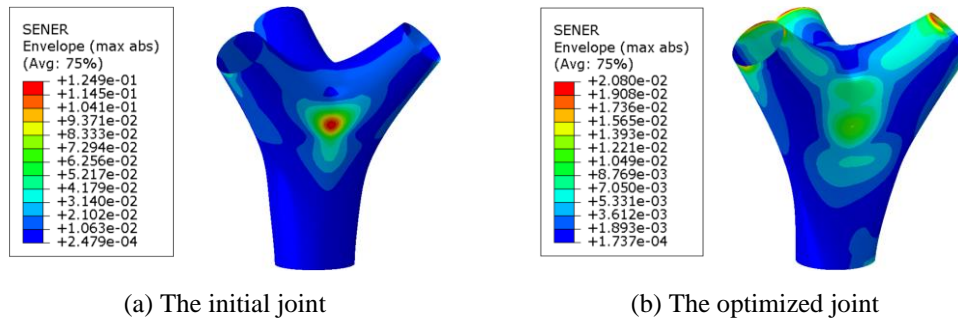 SENER
Envelope (max abs)
(Avg: 75%)
+1.249e-01
+1.145e-01
+1.041e-01
+9.371e-02
+8.333e-02
+7.294e-02
+6.256e-02
+5.217e-02
+4.179e-02
+3.140e-02
+2.102e-02
+1.063e-02
+2.479e-04
(a) The initial joint
SENER
Envelope (max abs)
(Avg: 75%)
+2.080e-02
+1.908e-02
+1.736e-02
+1.565e-02
+1.393e-02
+1.221e-02
+1.049e-02
+8.769e-03
+7.050e-03
+5.331e-03
+3.612e-03
+1.893e-03
+1.737e-04
(b) The optimized joint